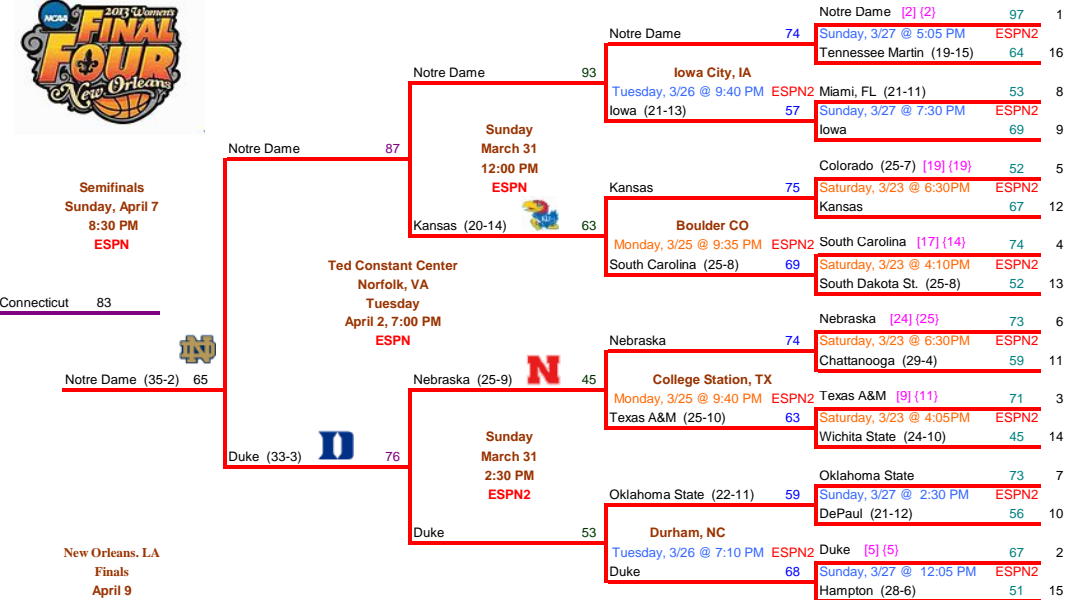 NCAA
2013 Women's
FINAL
FOUR
New Orleans
Notre Dame [2] {2} 97 1
Notre Dame 74 Sunday, 3/27 @ 5:05 PM ESPN2
Tennessee Martin (19-15) 64 16
Notre Dame 93 Iowa City, IA
Tuesday, 3/26 @ 9:40 PM ESPN2 Miami, FL (21-11) 53 8
Iowa (21-13) 57 Sunday, 3/27 @ 7:30 PM ESPN2
Sunday Iowa 69 9
Notre Dame 87 March 31
12:00 PM Colorado (25-7) [19] {19} 52 5
Semifinals ESPN Kansas 75 Saturday, 3/23 @ 6:30PM ESPN2
Sunday, April 7 Kansas 67 12
8:30 PM Kansas (20-14) 63 Boulder CO
ESPN Monday, 3/25 @ 9:35 PM ESPN2 South Carolina [17] {14} 74 4
Ted Constant Center South Carolina (25-8) 69 Saturday, 3/23 @ 4:10PM ESPN2
Norfolk, VA South Dakota St. (25-8) 52 13
Connecticut 83 Tuesday
April 2, 7:00 PM Nebraska [24] {25} 73 6
ESPN Nebraska 74 Saturday, 3/23 @ 6:30PM ESPN2
ND Chattanooga (29-4) 59 11
Notre Dame (35-2) 65 Nebraska (25-9) N 45 College Station, TX
Monday, 3/25 @ 9:40 PM ESPN2 Texas A&M [9] {11} 71 3
Texas A&M (25-10) 63 Saturday, 3/23 @ 4:05PM ESPN2
Sunday Wichita State (24-10) 45 14
Duke (33-3) D 76 March 31
2:30 PM Oklahoma State 73 7
ESPN2 Oklahoma State (22-11) 59 Sunday, 3/27 @ 2:30 PM ESPN2
DePaul (21-12) 56 10
Duke 53 Durham, NC
New Orleans. LA Tuesday, 3/26 @ 7:10 PM ESPN2 Duke [5] {5} 67 2
Finals Duke 68 Sunday, 3/27 @ 12:05 PM ESPN2
April 9 Hampton (28-6) 51 15